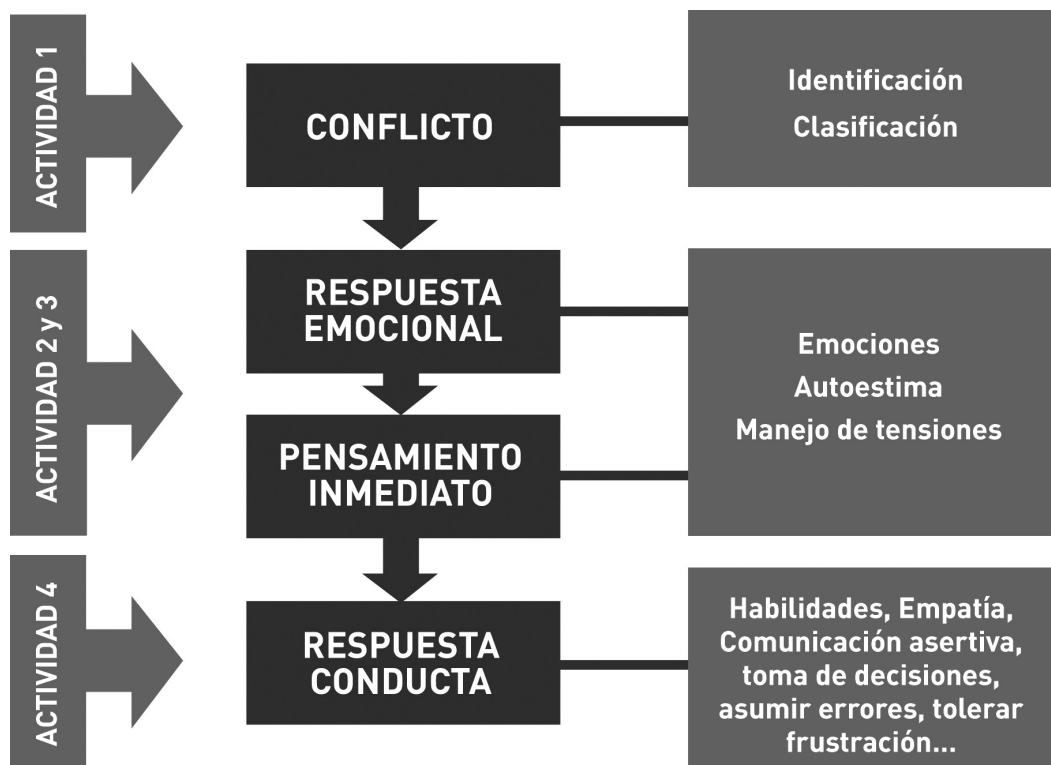 ACTIVIDAD 1
CONFLICTO
Identificación
Clasificación
ACTIVIDAD 2 y 3
RESPUESTA
EMOCIONAL
PENSAMIENTO
INMEDIATO
Emociones
Autoestima
Manejo de tensiones
ACTIVIDAD 4
RESPUESTA
CONDUCTA
Habilidades, Empatía,
Comunicación asertiva,
toma de decisiones,
asumir errores, tolerar
frustración...